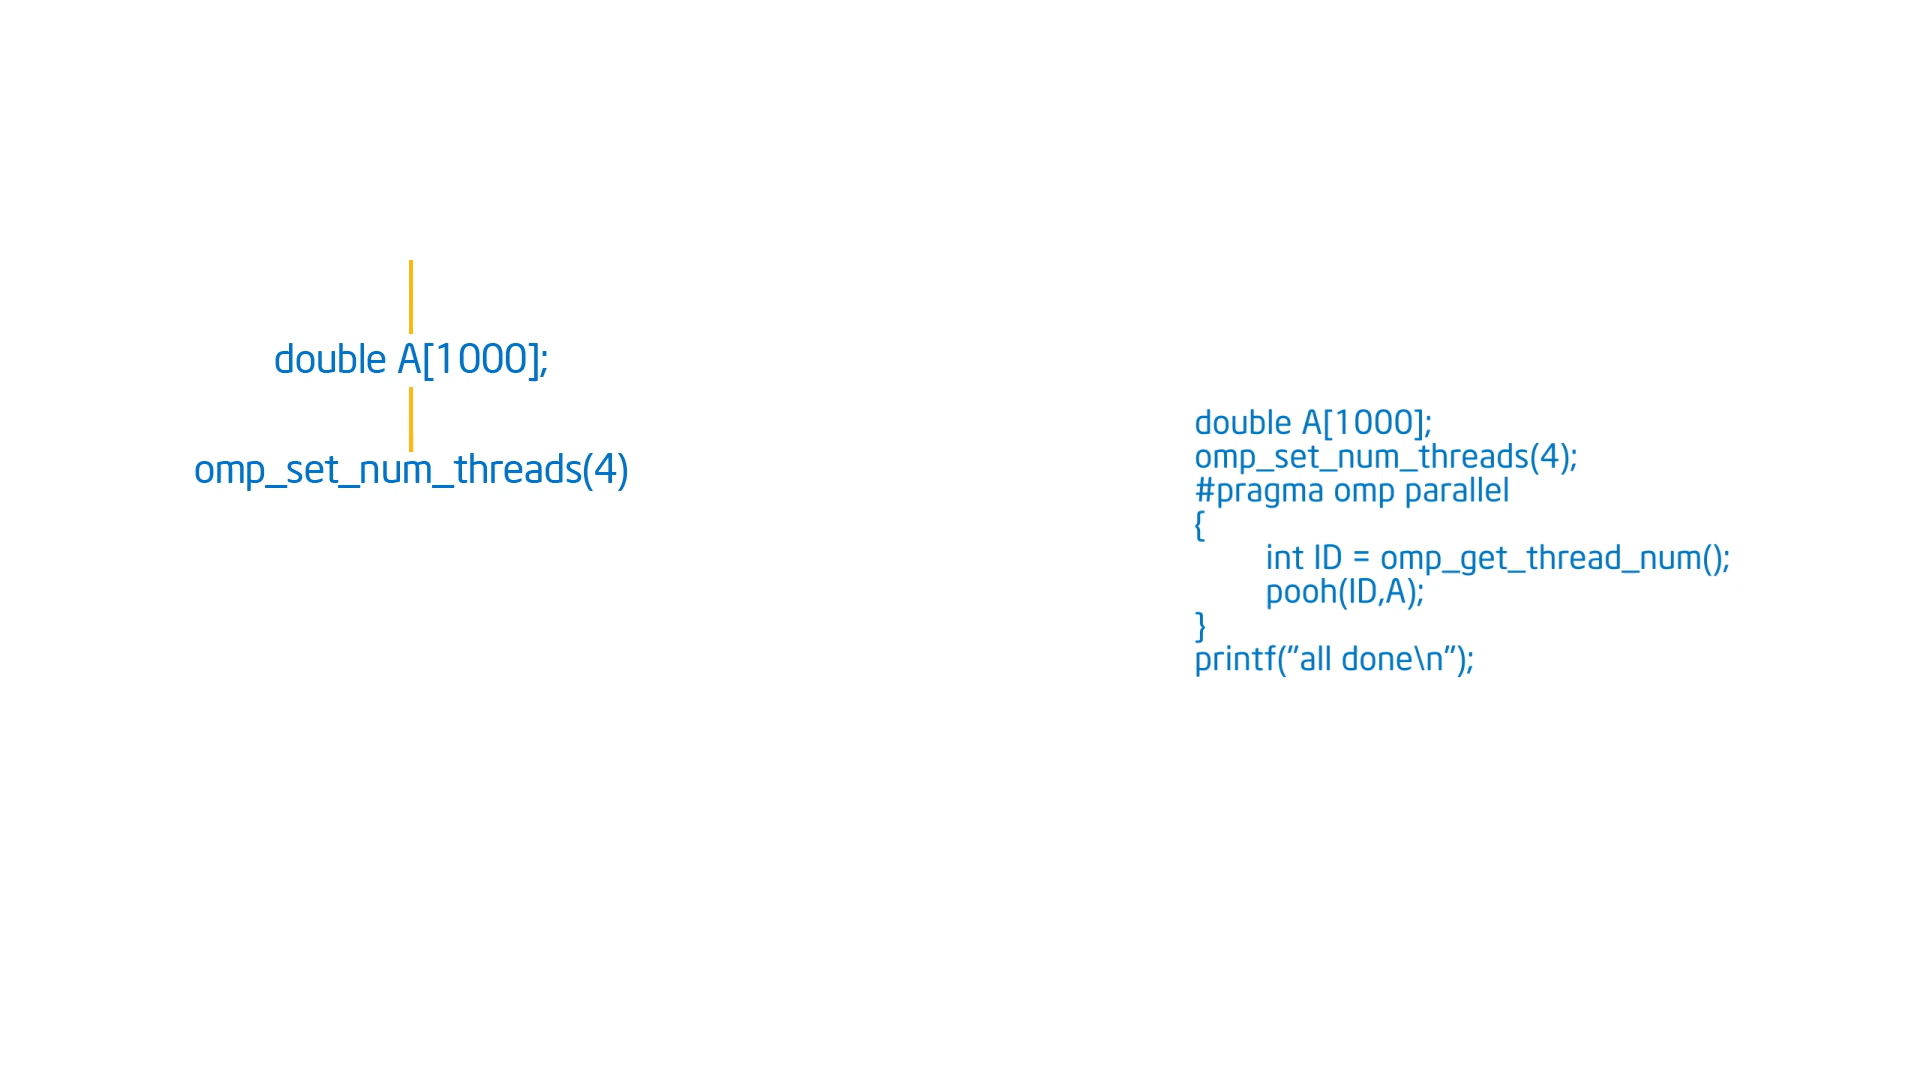 double A[1000];
omp_set_num_threads(4)
double A[1000];
omp_set_num_threads(4);
#pragma omp parallel
{
int ID = omp_get_thread_num();
pooh(ID,A);
}
printf(”all done\n”);